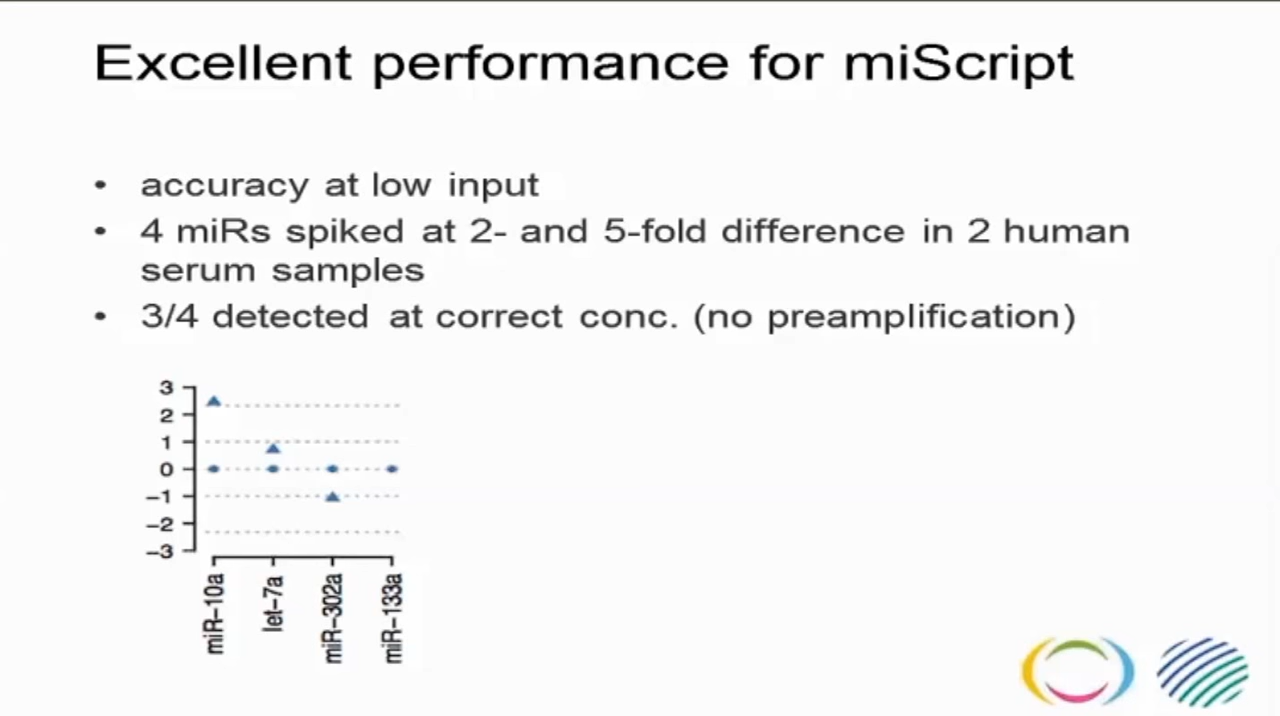 Excellent performance for miScript
• accuracy at low input
• 4 miRs spiked at 2- and 5-fold difference in 2 human
serum samples
• 3/4 detected at correct conc. (no preamplification)
3
2
1
0
−1
−2
−3
miR−10a
let−7a
miR−302a
miR−133a